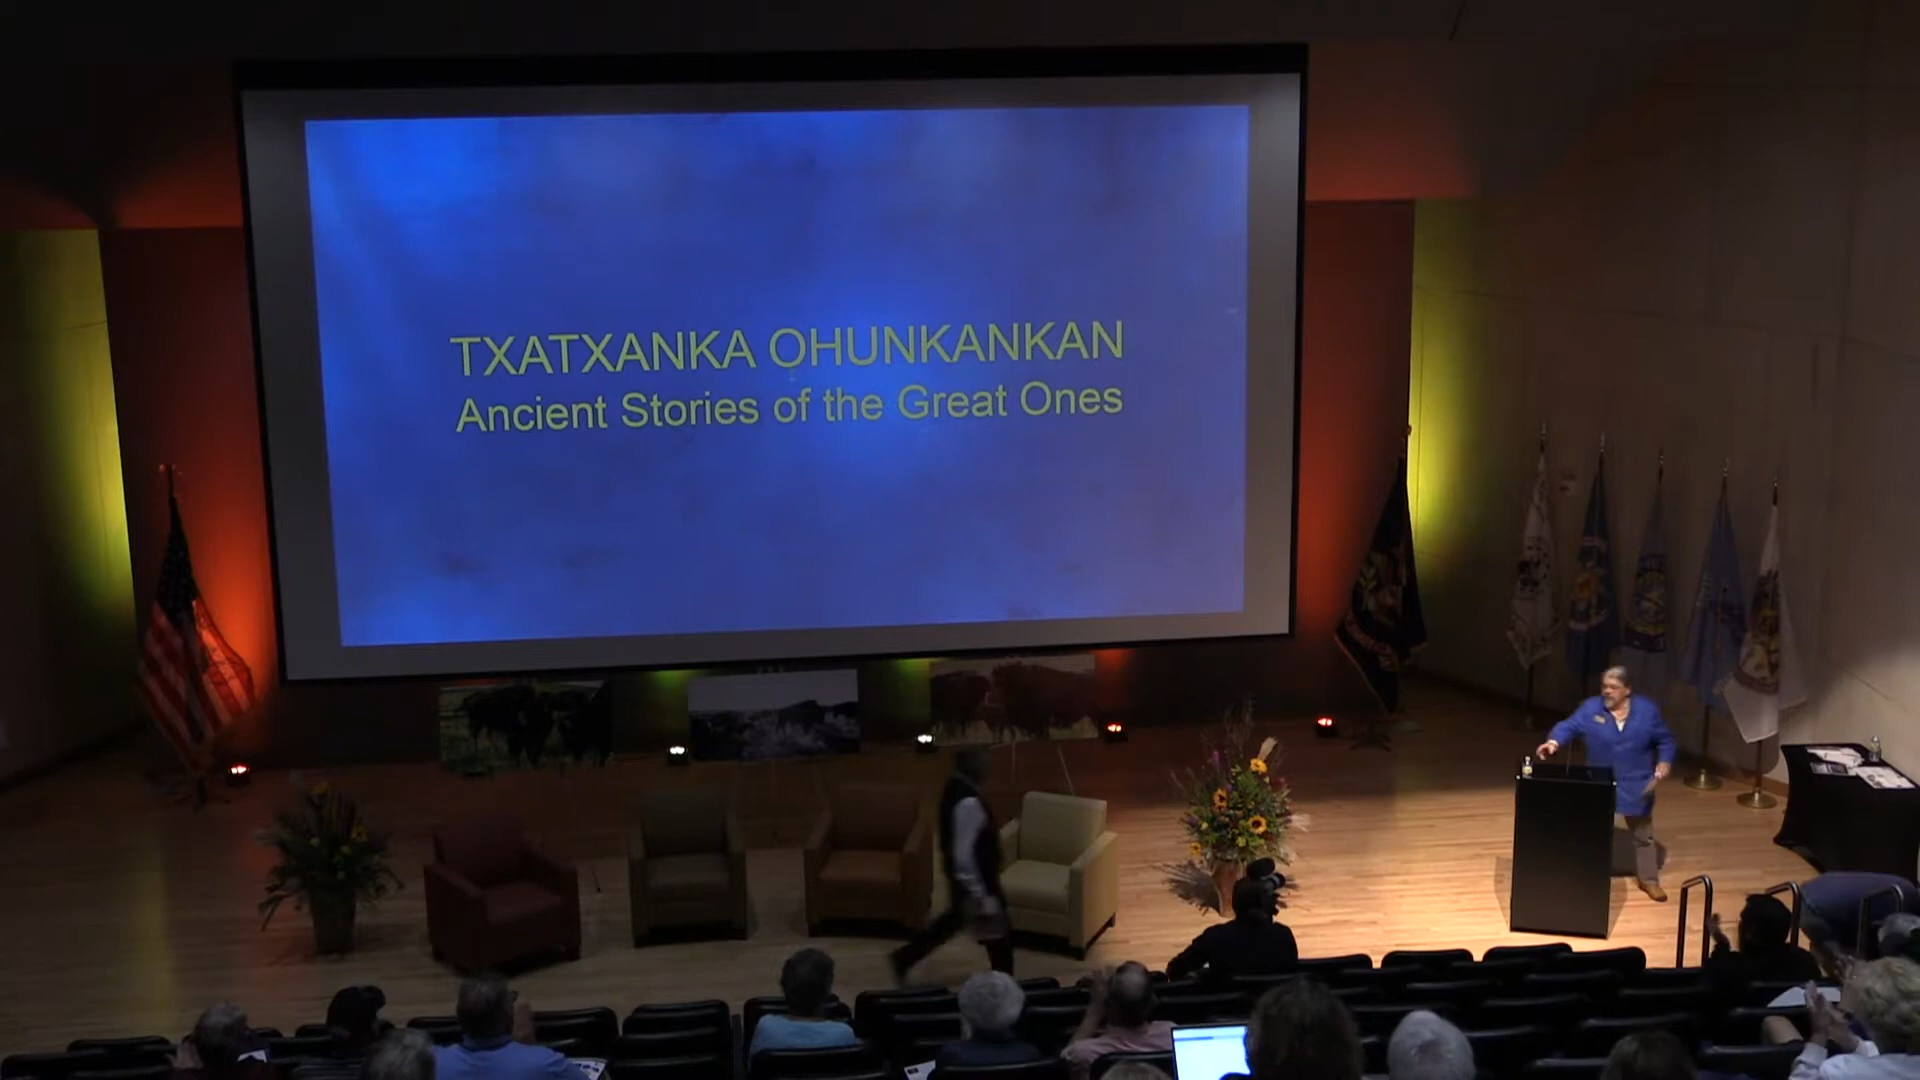 TXATXANKA OHUNKANKAN
Ancient Stories of the Great Ones